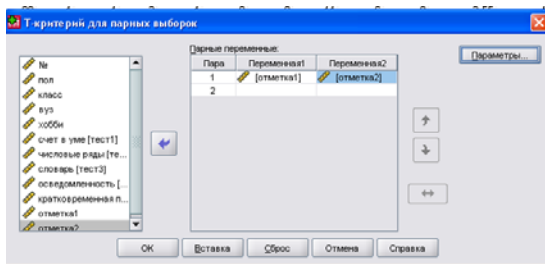 Т-критерий для парных выборок
Парные переменные:
Пара Переменная1 Переменная2
1 [отметка1] [отметка2]
2
Параметры...
№
пол
класс
вуз
хобби
счет в уме [тест1]
числовые ряды [те...
словарь [тест3]
осведомленность [...
кратковременная п...
отметка1
отметка2
ОК Вставка Сброс Отмена Справка